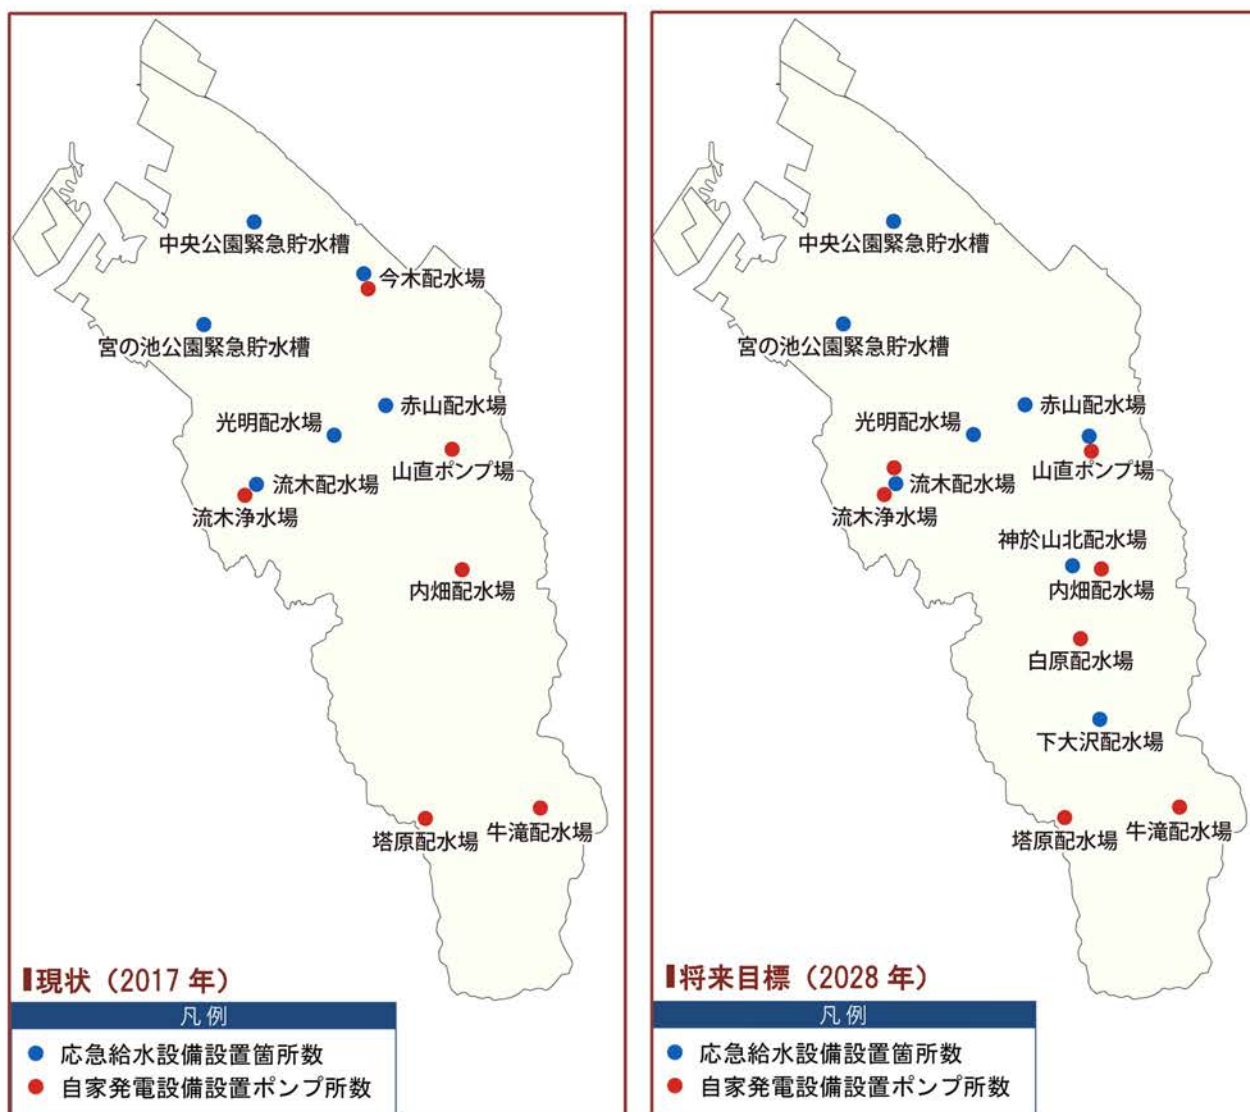 中央公園緊急貯水槽
今木配水場
宮の池公園緊急貯水槽
赤山配水場
光明配水場
山直ポンプ場
流木配水場
流木浄水場
内畑配水場
塔原配水場
牛滝配水場
現状（2017 年）
凡例
応急給水設備設置箇所数
自家発電設備設置ポンプ所数
中央公園緊急貯水槽
宮の池公園緊急貯水槽
赤山配水場
光明配水場
山直ポンプ場
流木配水場
流木浄水場
神於山北配水場
内畑配水場
白原配水場
下大沢配水場
塔原配水場
牛滝配水場
将来目標（2028 年）
凡例
応急給水設備設置箇所数
自家発電設備設置ポンプ所数